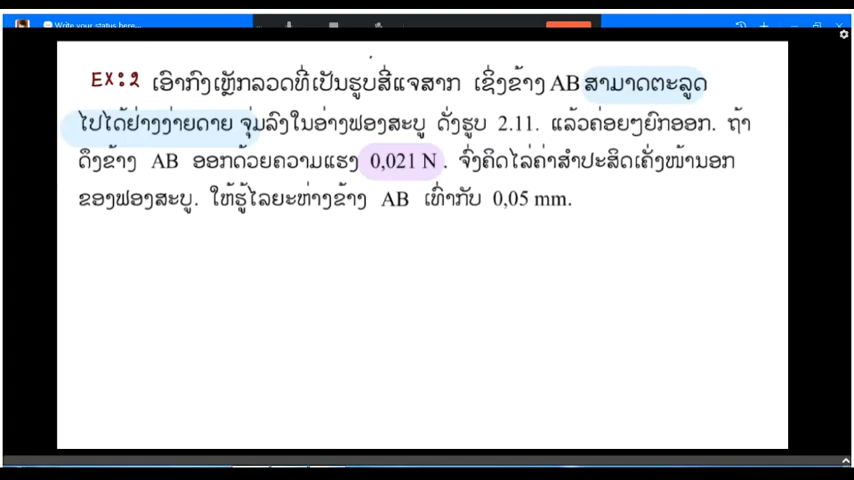 Write your status here...
EX:2 ເອົາກົງເຫຼັກລວດທີ່ເປັນຮູບສີ່ແຈສາກ ເຊິ່ງຂ້າງ AB ສາມາດຕະລູດ
ໄປໄດ້ຢ່າງງ່າຍດາຍ ຈຸ່ມລົງໃນອ່າງຟອງສະບູ ດັ່ງຮູບ 2.11. ແລ້ວຄ່ອຍໆຍົກອອກ. ຖ້າ
ດຶງຂ້າງ AB ອອກດ້ວຍຄວາມແຮງ 0,021 N . ຈົ່ງຄິດໄລ່ຄ່າສຳປະສິດເຄັ່ງໜ້ານອກ
ຂອງຟອງສະບູ. ໃຫ້ຮູ້ໄລຍະຫ່າງຂ້າງ AB ເທົ່າກັບ 0,05 mm.